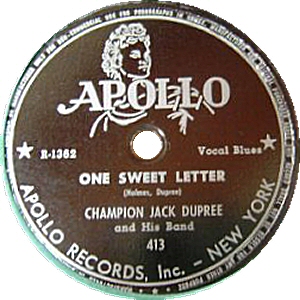 APOLLO
R-1362
Vocal Blues
ONE SWEET LETTER
(Holmes, Dupree)
CHAMPION JACK DUPREE
and His Band
413
APOLLO RECORDS, Inc. - NEW YORK